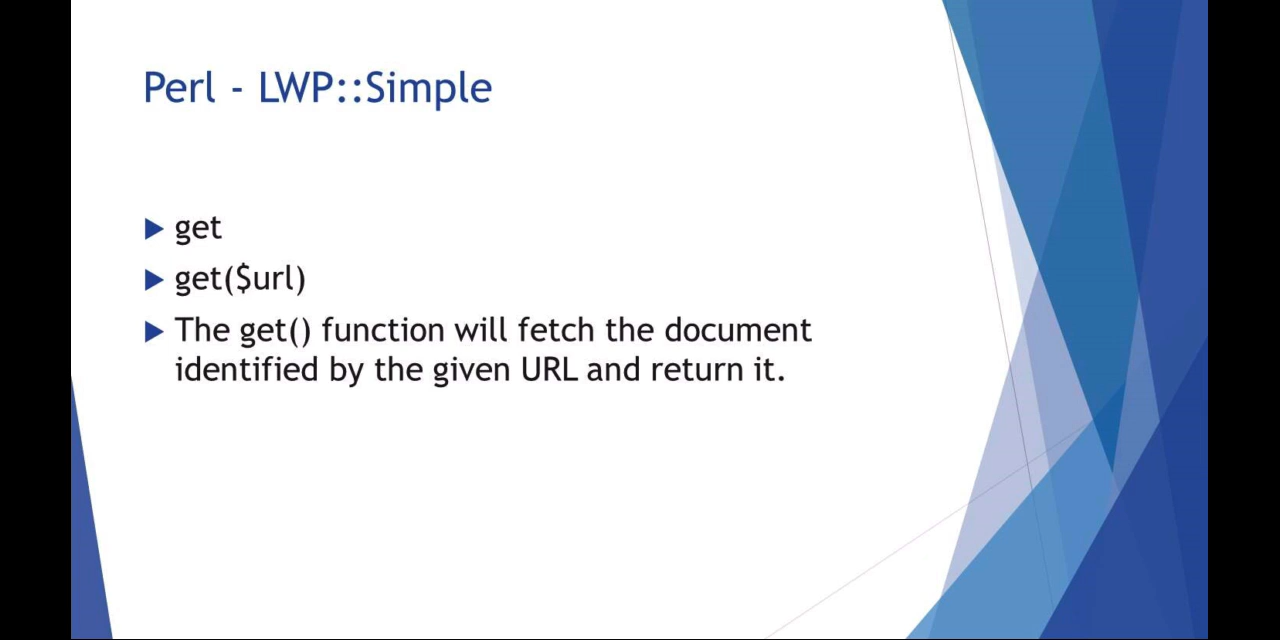 Perl - LWP::Simple
get
get($url)
The get() function will fetch the document
identified by the given URL and return it.